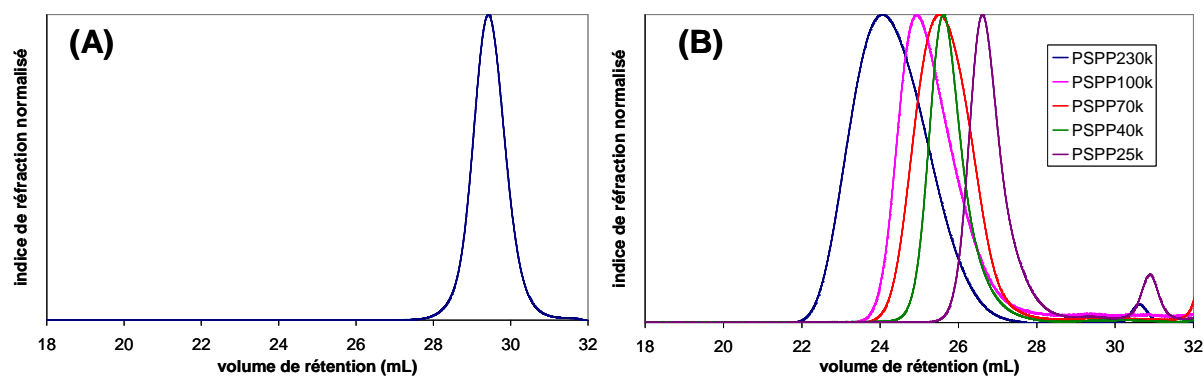 (A)
indice de réfraction normalisé
18 20 22 24 26 28 30 32
volume de rétention (mL)
(B)
indice de réfraction normalisé
PSPP230k
PSPP100k
PSPP70k
PSPP40k
PSPP25k
18 20 22 24 26 28 30 32
volume de rétention (mL)